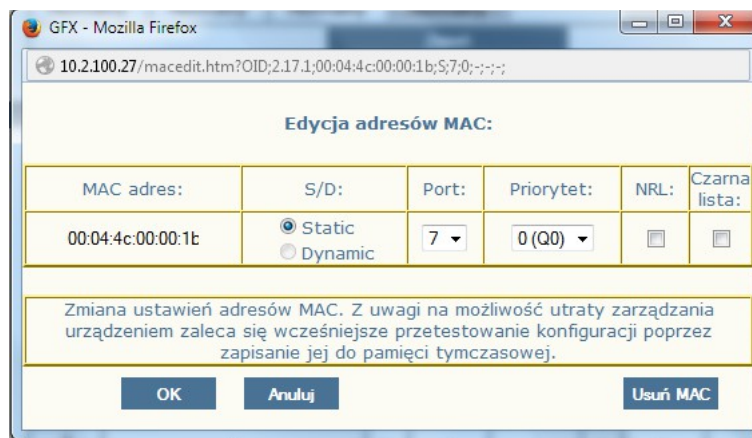 GFX - Mozilla Firefox
10.2.100.27/macedit.htm?OID;2.17.1;00:04:4c:00:00:1b;S;7;0;-;-;-;
Edycja adresów MAC:
MAC adres:
S/D:
Port:
Priorytet:
NRL:
Czarna
lista:
00:04:4c:00:00:1b
Static
Dynamic
7
0 (Q0)
Zmiana ustawień adresów MAC. Z uwagi na możliwość utraty zarządzania
urządzeniem zaleca się wcześniejsze przetestowanie konfiguracji poprzez
zapisanie jej do pamięci tymczasowej.
OK
Anuluj
Usuń MAC